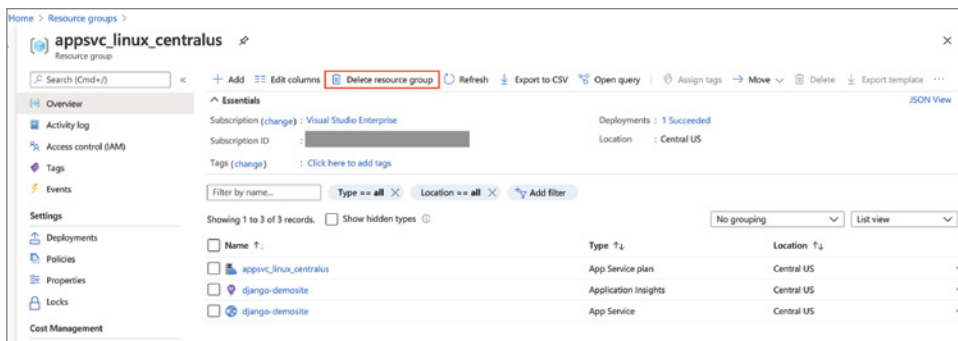 Home > Resource groups >
appsvc_linux_centralus
Resource group
Search (Cmd+/)
Overview
Activity log
Access control (IAM)
Tags
Events
Settings
Deployments
Policies
Properties
Locks
Cost Management
Add Edit columns Delete resource group Refresh Export to CSV Open query Assign tags Move Delete Export template ...
Essentials
JSON View
Subscription (change) : Visual Studio Enterprise
Subscription ID :
Tags (change) : Click here to add tags
Deployments : 1 Succeeded
Location : Central US
Filter by name... Type == all Location == all Add filter
Showing 1 to 3 of 3 records. Show hidden types
No grouping List view
Name Type Location
appsvc_linux_centralus App Service plan Central US
django-demosite Application Insights Central US
django-demosite App Service Central US